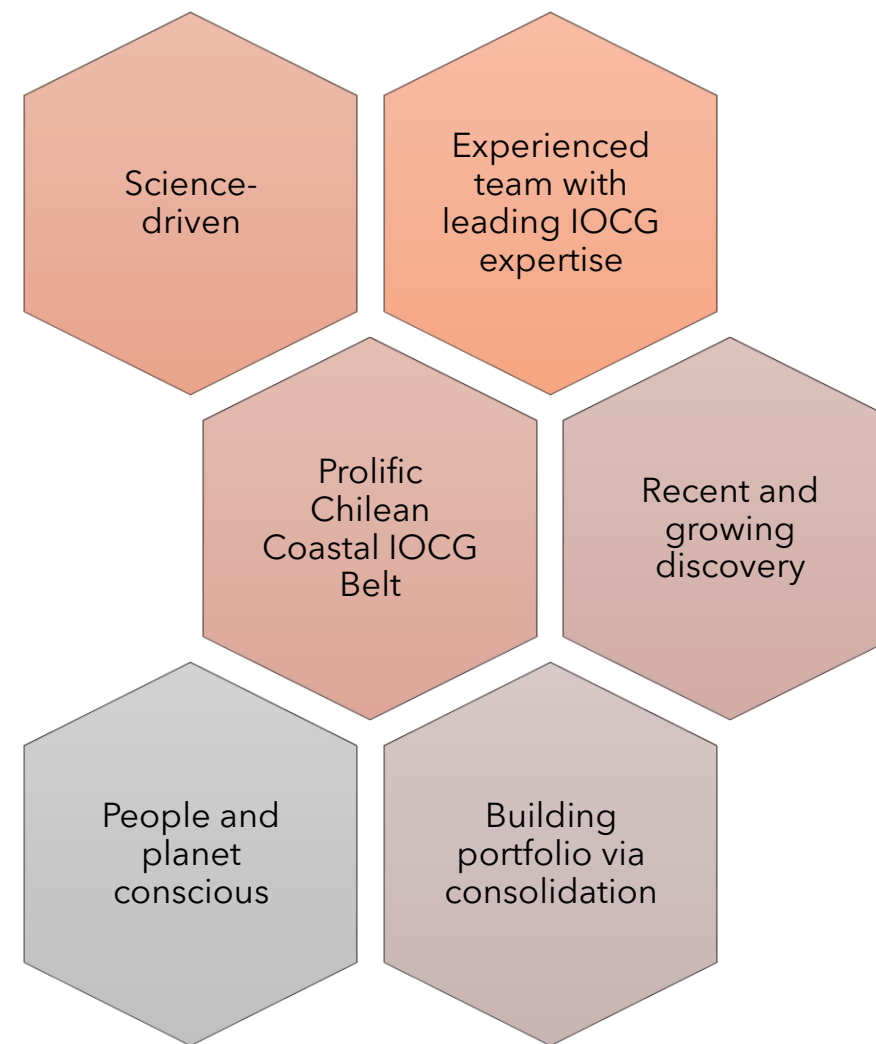 Science-
driven
Experienced
team with
leading IOCG
expertise
Prolific
Chilean
Coastal IOCG
Belt
Recent and
growing
discovery
People and
planet
conscious
Building
portfolio via
consolidation